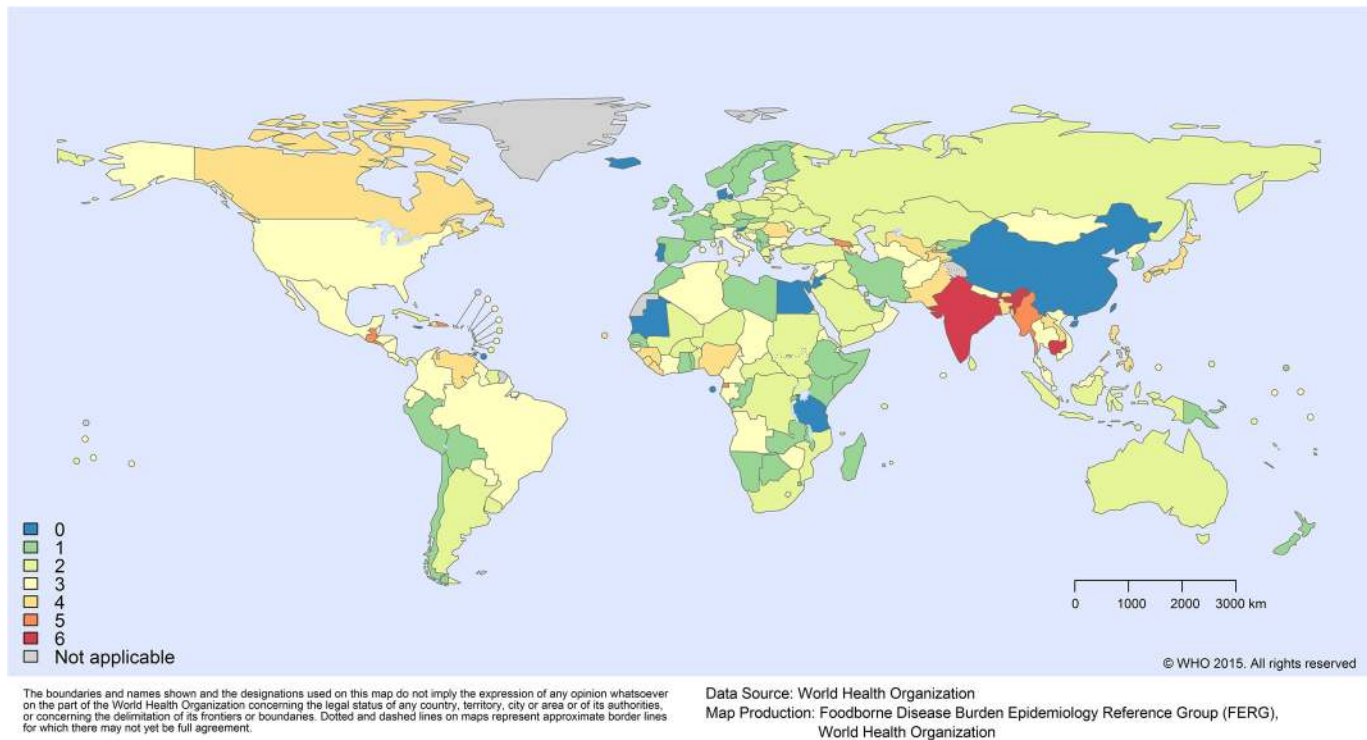 0
1
2
3
4
5
6
Not applicable
0 1000 2000 3000 km
© WHO 2015. All rights reserved
The boundaries and names shown and the designations used on this map do not imply the expression of any opinion whatsoever
on the part of the World Health Organization concerning the legal status of any country, territory, city or area or of its authorities,
or concerning the delimitation of its frontiers or boundaries. Dotted and dashed lines on maps represent approximate border lines
for which there may not yet be full agreement.
Data Source: World Health Organization
Map Production: Foodborne Disease Burden Epidemiology Reference Group (FERG),
World Health Organization